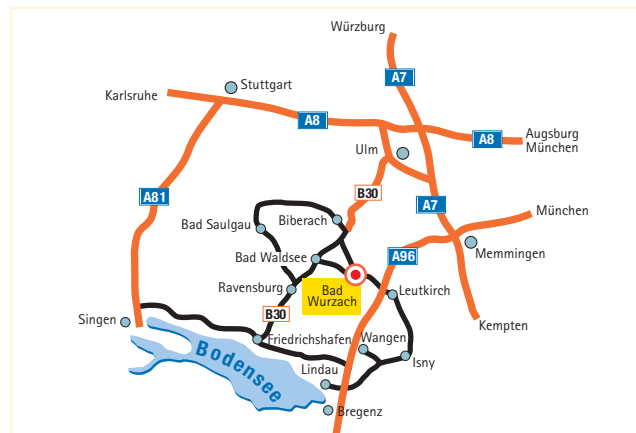 Würzburg
A7
Stuttgart
Karlsruhe
A8
A8
Augsburg
München
Ulm
A81
B30
A7
München
Biberach
Bad Saulgau
Memmingen
Bad Waldsee
A96
Ravensburg
Bad
Wurzach
Leutkirch
B30
Singen
Kempten
Friedrichshafen
Wangen
Bodensee
Isny
Lindau
Bregenz